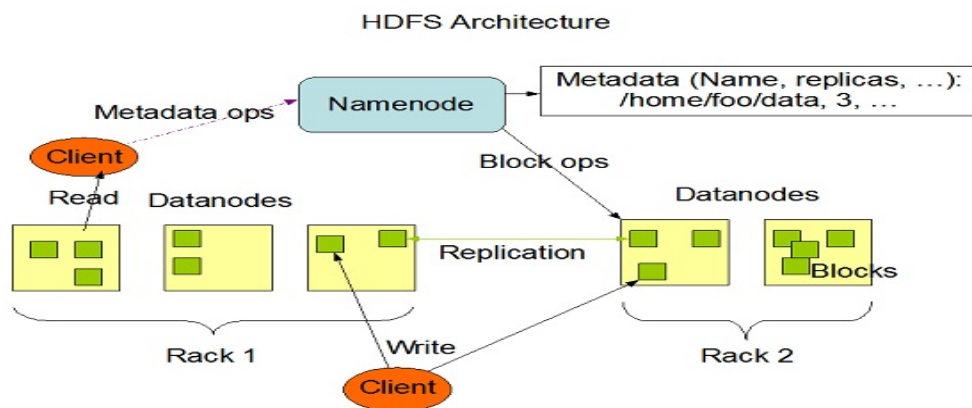 HDFS Architecture
Metadata (Name, replicas, ...):
/home/foo/data, 3, ...
Namenode
Metadata ops
Client
Block ops
Read
Datanodes
Datanodes
Replication
Blocks
Rack 1
Write
Rack 2
Client